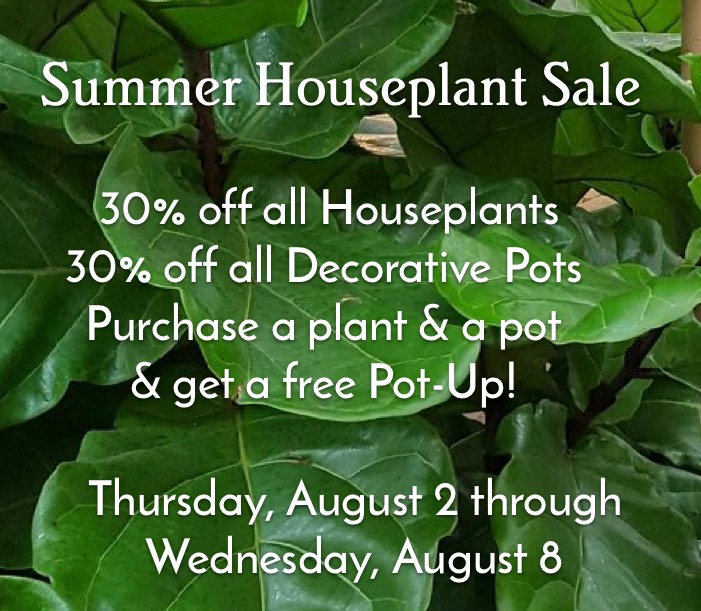 Summer Houseplant Sale
30% off all Houseplants
30% off all Decorative Pots
Purchase a plant & a pot
& get a free Pot-Up!
Thursday, August 2 through
Wednesday, August 8